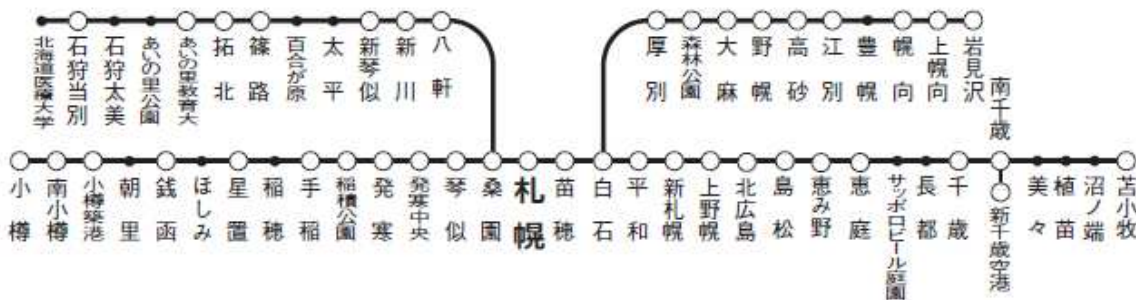 北海道医療大学
石狩当別
石狩太美
あいの里公園
あいの里教育大
拓北
篠路
百合が原
太平
新琴似
新川
八軒
厚別
森林公園
大麻
野幌
高砂
江別
豊幌
幌向
上幌向
岩見沢
小樽
南小樽
小樽築港
朝里
銭函
ほしみ
星置
稲穂
手稲
稲積公園
発寒
発寒中央
琴似
桑園
札幌
苗穂
白石
平和
新札幌
上野幌
北広島
島松
恵み野
恵庭
サッポロビール庭園
長都
千歳
南千歳
新千歳空港
美々
植苗
沼ノ端
苫小牧